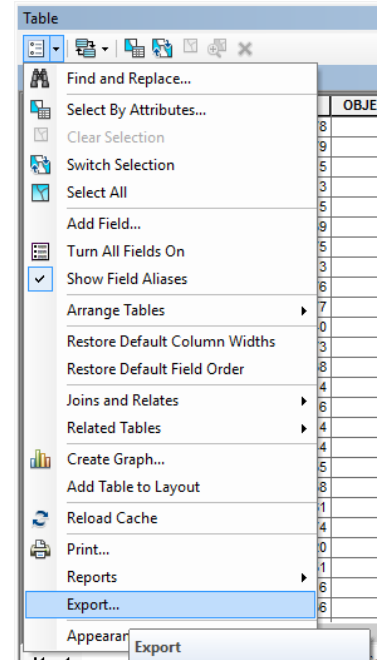 Table
OBJE
Find and Replace...
Select By Attributes...
Clear Selection
Switch Selection
Select All
Add Field...
Turn All Fields On
Show Field Aliases
Arrange Tables
Restore Default Column Widths
Restore Default Field Order
Joins and Relates
Related Tables
Create Graph...
Add Table to Layout
Reload Cache
Print...
Reports
Export...
Appearan
Export